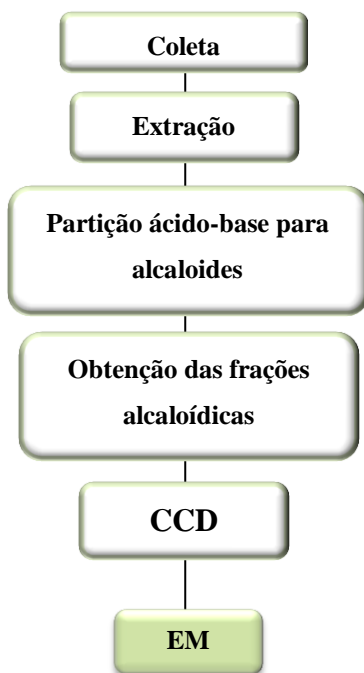 Coleta
Extração
Partição ácido-base para
alcaloides
Obtenção das frações
alcaloídicas
CCD
EM